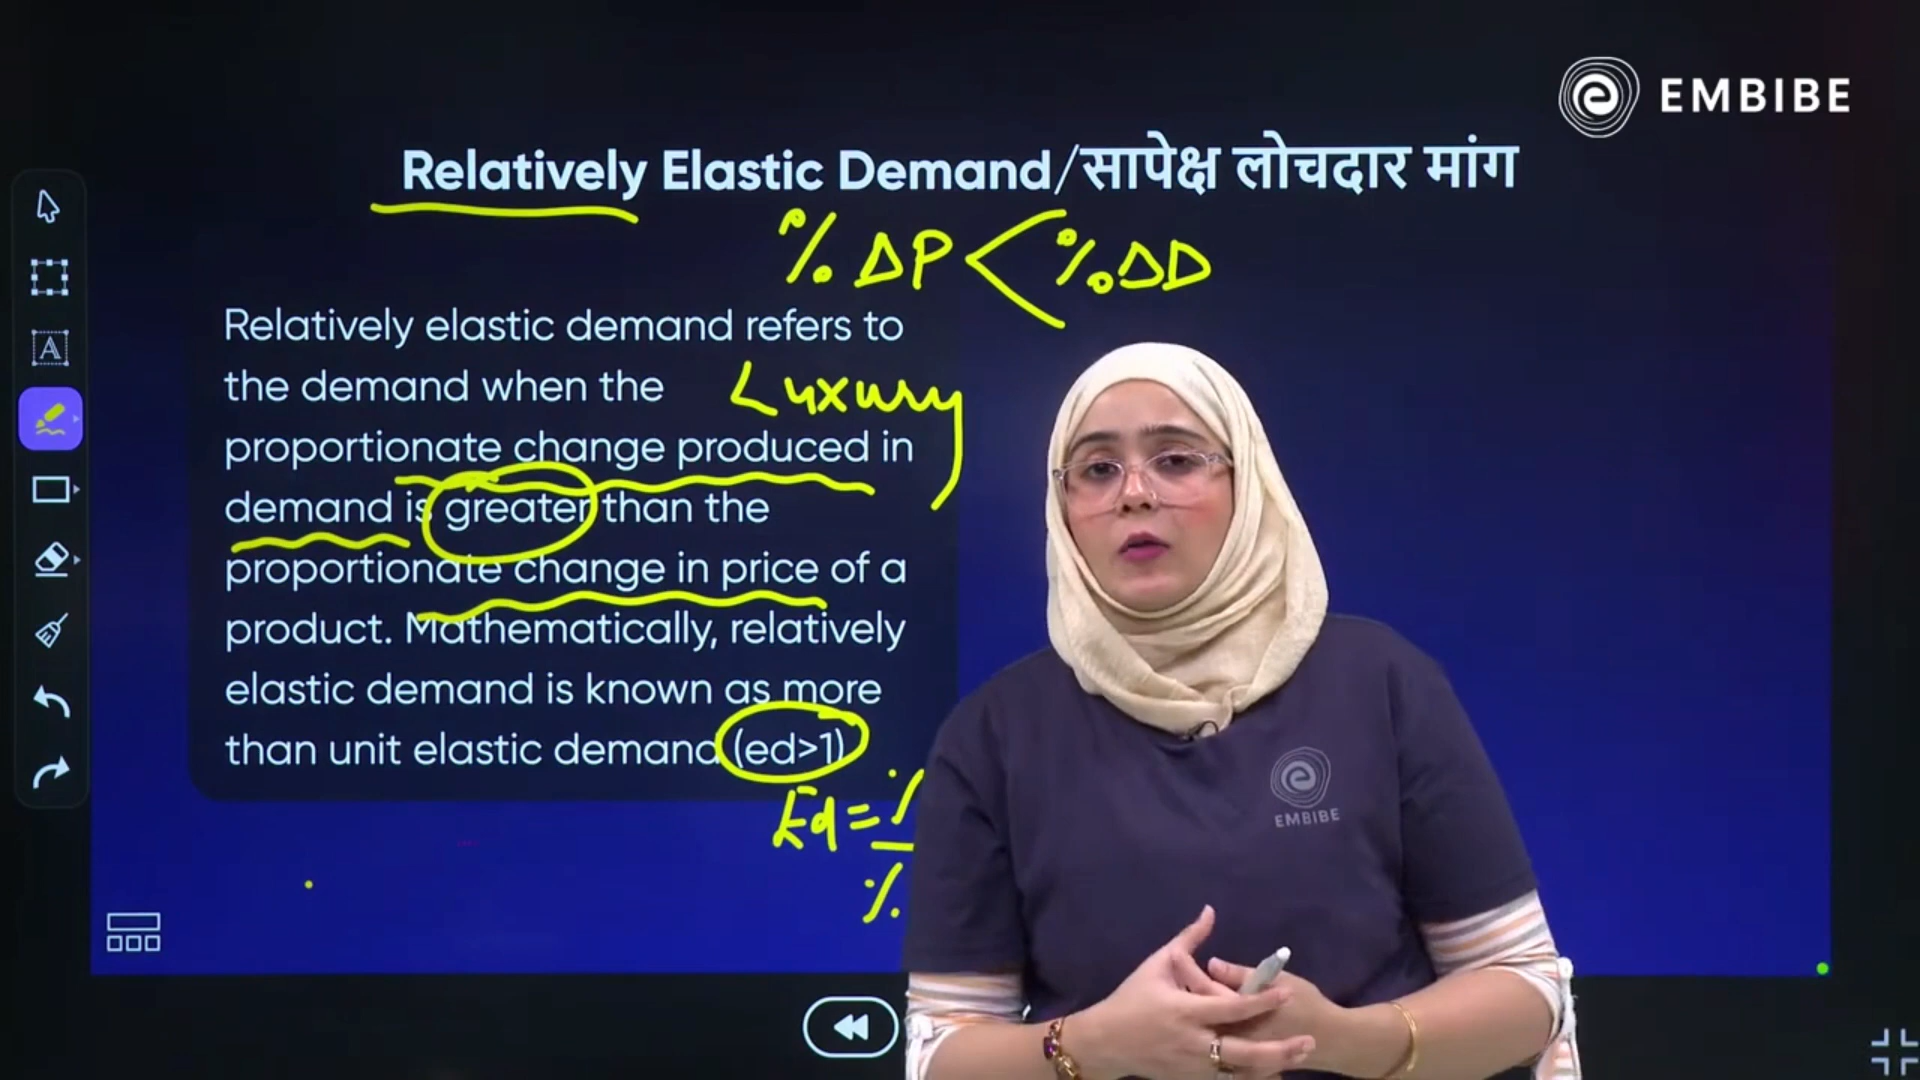 EMBIBE
Relatively Elastic Demand/सापेक्ष लोचदार मांग
% ΔP < % ΔD
Relatively elastic demand refers to
the demand when the
Luxury
proportionate change produced in
demand is greater than the
proportionate change in price of a
product. Mathematically, relatively
elastic demand is known as more
than unit elastic demand (ed>1)
Ed = %
%
EMBIBE